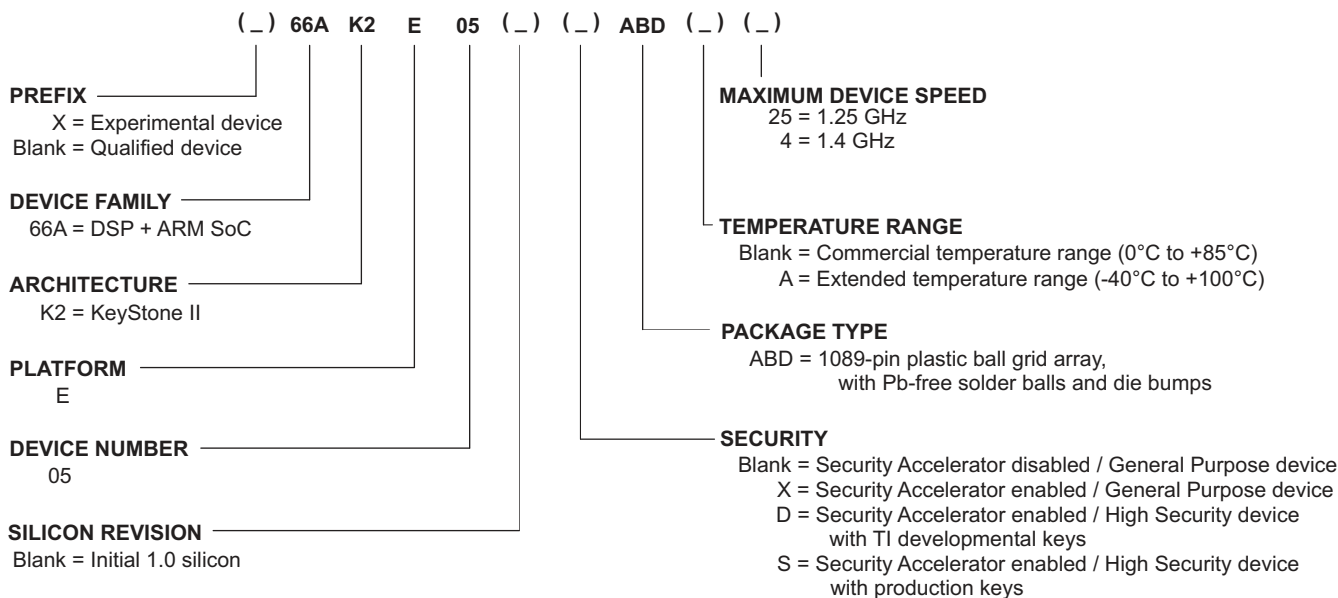 ( _ ) 66A K2 E 05 ( _ ) ( _ ) ABD ( _ ) ( _ )
PREFIX
X = Experimental device
Blank = Qualified device
DEVICE FAMILY
66A = DSP + ARM SoC
ARCHITECTURE
K2 = KeyStone II
PLATFORM
E
DEVICE NUMBER
05
SILICON REVISION
Blank = Initial 1.0 silicon
MAXIMUM DEVICE SPEED
25 = 1.25 GHz
4 = 1.4 GHz
TEMPERATURE RANGE
Blank = Commercial temperature range (0°C to +85°C)
A = Extended temperature range (-40°C to +100°C)
PACKAGE TYPE
ABD = 1089-pin plastic ball grid array,
with Pb-free solder balls and die bumps
SECURITY
Blank = Security Accelerator disabled / General Purpose device
X = Security Accelerator enabled / General Purpose device
D = Security Accelerator enabled / High Security device
with TI developmental keys
S = Security Accelerator enabled / High Security device
with production keys